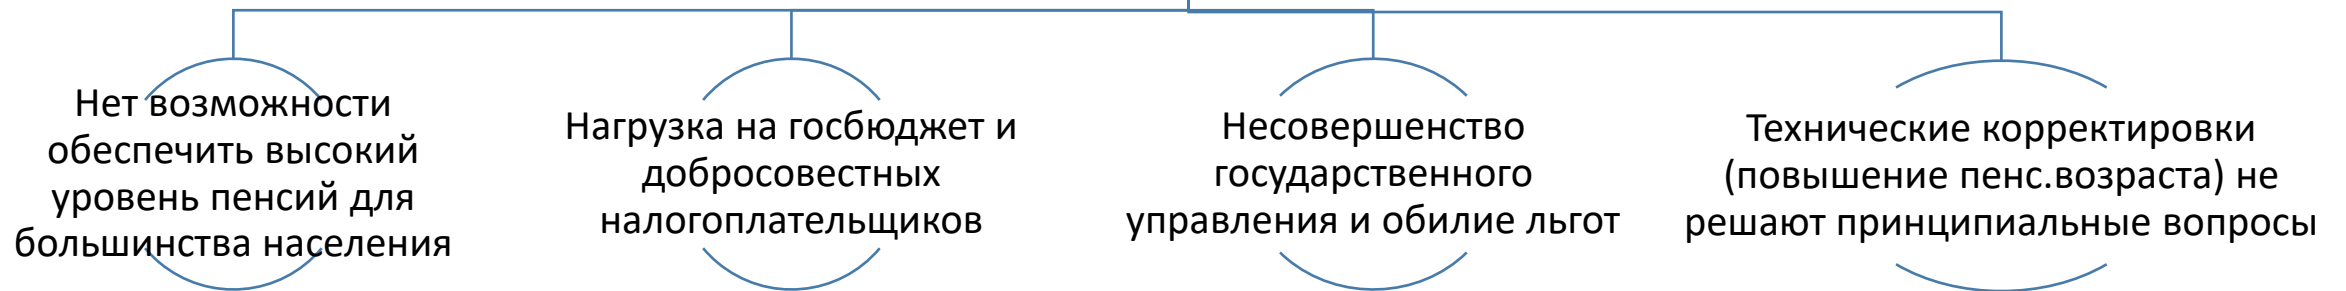 Нет возможности
обеспечить высокий
уровень пенсий для
большинства населения
Нагрузка на госбюджет и
добросовестных
налогоплательщиков
Несовершенство
государственного
управления и обилие льгот
Технические корректировки
(повышение пенс.возраста) не
решают принципиальные вопросы